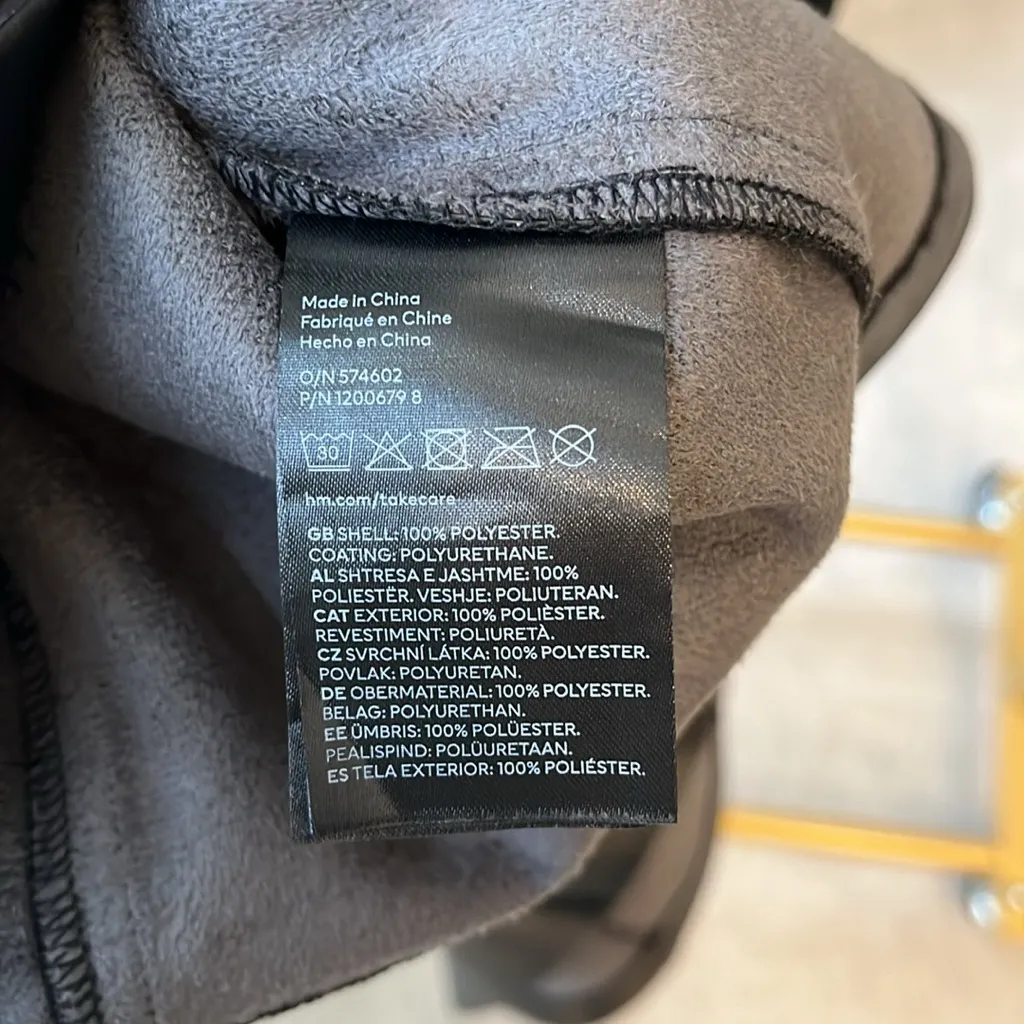 Made in China
Fabriqué en Chine
Hecho en China
O/N 574602
P/N 1200679 8
30
hm.com/takecare
GB SHELL: 100% POLYESTER.
COATING: POLYURETHANE.
AL SHTRESA E JASHTME: 100%
POLIESTËR. VESHJE: POLIUTERAN.
CAT EXTERIOR: 100% POLIÈSTER.
REVESTIMENT: POLIURETÀ.
CZ SVRCHNÍ LÁTKA: 100% POLYESTER.
POVLAK: POLYURETAN.
DE OBERMATERIAL: 100% POLYESTER.
BELAG: POLYURETHAN.
EE ÜMBRIS: 100% POLÜESTER.
PEALISPIND: POLÜURETAAN.
ES TELA EXTERIOR: 100% POLIÉSTER.